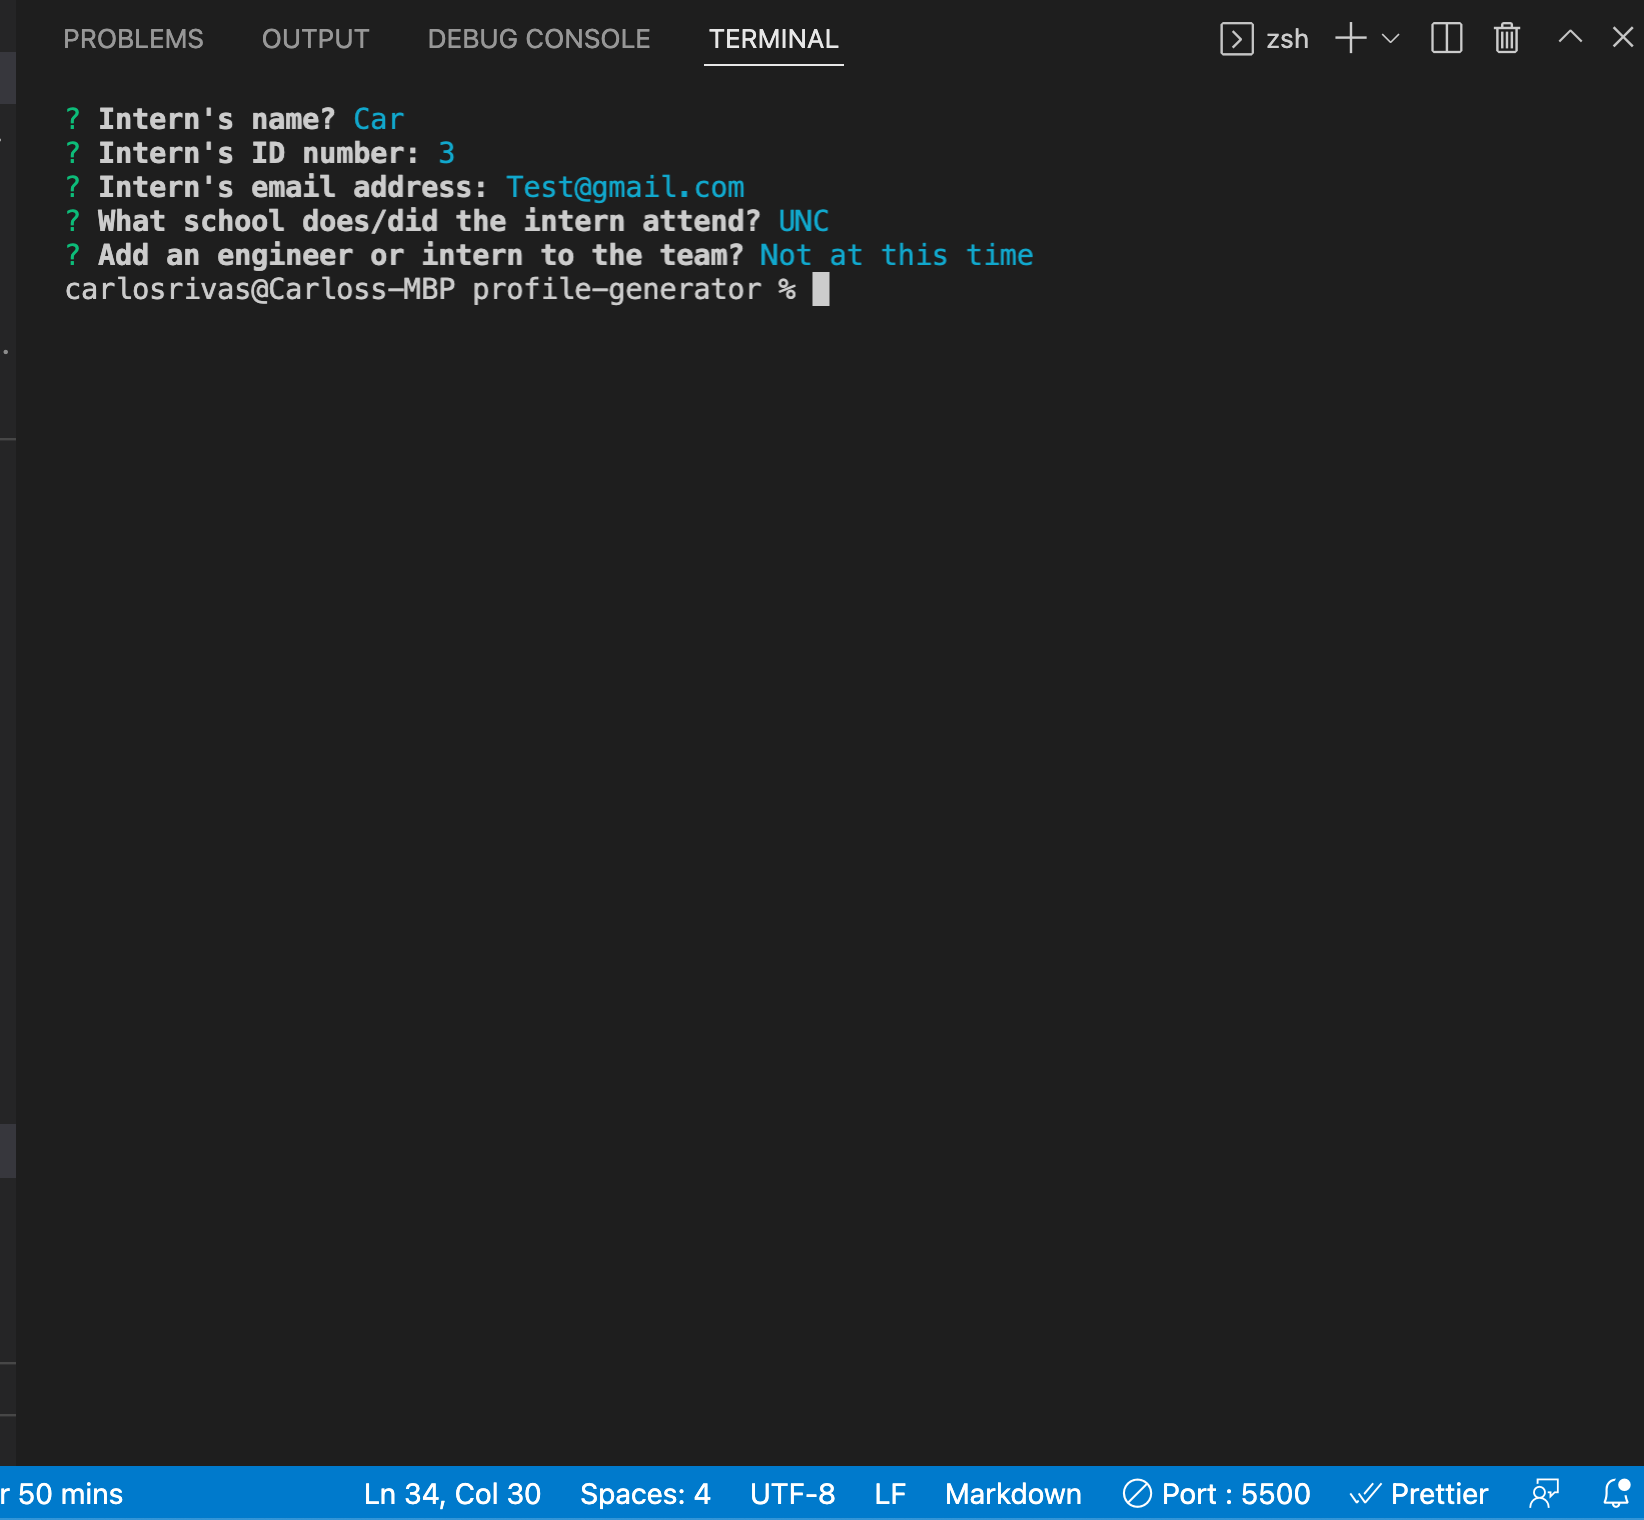 PROBLEMS OUTPUT DEBUG CONSOLE TERMINAL zsh
? Intern's name? Car
? Intern's ID number: 3
? Intern's email address: Test@gmail.com
? What school does/did the intern attend? UNC
? Add an engineer or intern to the team? Not at this time
carlosrivas@Carloss-MBP profile-generator %
r 50 mins Ln 34, Col 30 Spaces: 4 UTF-8 LF Markdown Port : 5500 Prettier